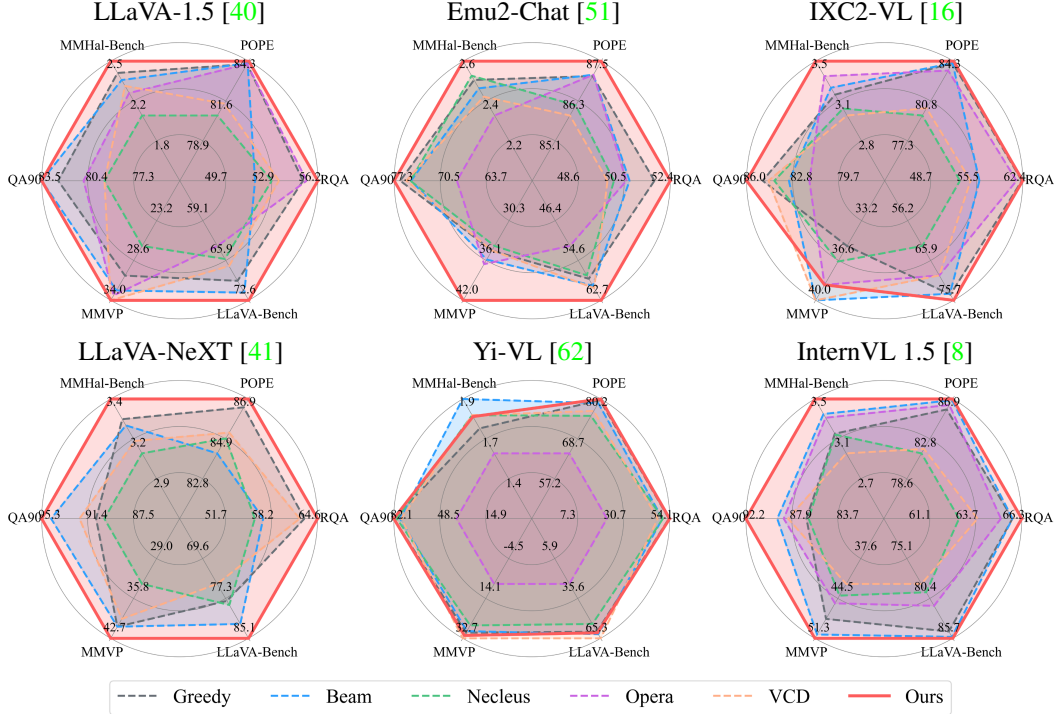 LLaVA-1.5 [40]
MMHal-Bench
POPE
2.5
84.3
2.2
81.6
1.8
78.9
QA90
83.5
80.4
77.3
49.7
52.9
56.2
RQA
23.2
59.1
28.6
65.9
34.0
72.6
MMVP
LLaVA-Bench
Emu2-Chat [51]
MMHal-Bench
POPE
2.6
87.5
2.4
86.3
2.2
85.1
QA90
77.3
70.5
63.7
48.6
50.5
52.4
RQA
30.3
46.4
36.1
54.6
42.0
62.7
MMVP
LLaVA-Bench
IXC2-VL [16]
MMHal-Bench
POPE
3.5
84.3
3.1
80.8
2.8
77.3
QA90
86.0
82.8
79.7
48.7
55.5
62.4
RQA
33.2
56.2
36.6
65.9
40.0
75.7
MMVP
LLaVA-Bench
LLaVA-NeXT [41]
MMHal-Bench
POPE
3.4
86.9
3.2
84.9
2.9
82.8
QA90
95.3
91.4
87.5
51.7
58.2
64.6
RQA
29.0
69.6
35.8
77.3
42.7
85.1
MMVP
LLaVA-Bench
Yi-VL [62]
MMHal-Bench
POPE
1.9
80.2
1.7
68.7
1.4
57.2
QA90
82.1
48.5
14.9
7.3
30.7
54.1
RQA
-4.5
5.9
14.1
35.6
32.7
65.3
MMVP
LLaVA-Bench
InternVL 1.5 [8]
MMHal-Bench
POPE
3.5
86.9
3.1
82.8
2.7
78.6
QA90
92.2
87.9
83.7
61.1
63.7
66.3
RQA
37.6
75.1
44.5
80.4
51.3
85.7
MMVP
LLaVA-Bench
Greedy
Beam
Necleus
Opera
VCD
Ours